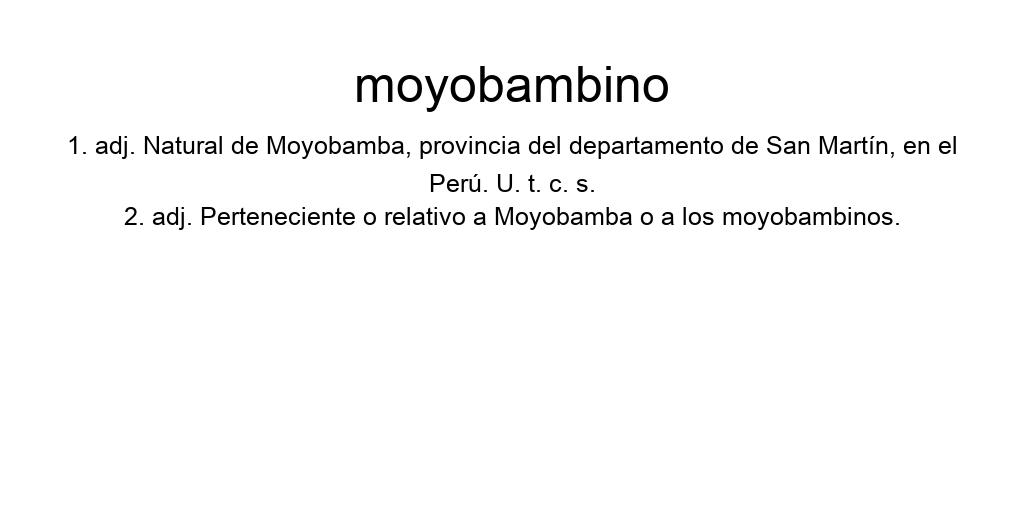 moyobambino
1. adj. Natural de Moyobamba, provincia del departamento de San Martín, en el
Perú. U. t. c. s.
2. adj. Perteneciente o relativo a Moyobamba o a los moyobambinos.